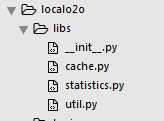 localo2o
libs
__init__.py
cache.py
statistics.py
util.py